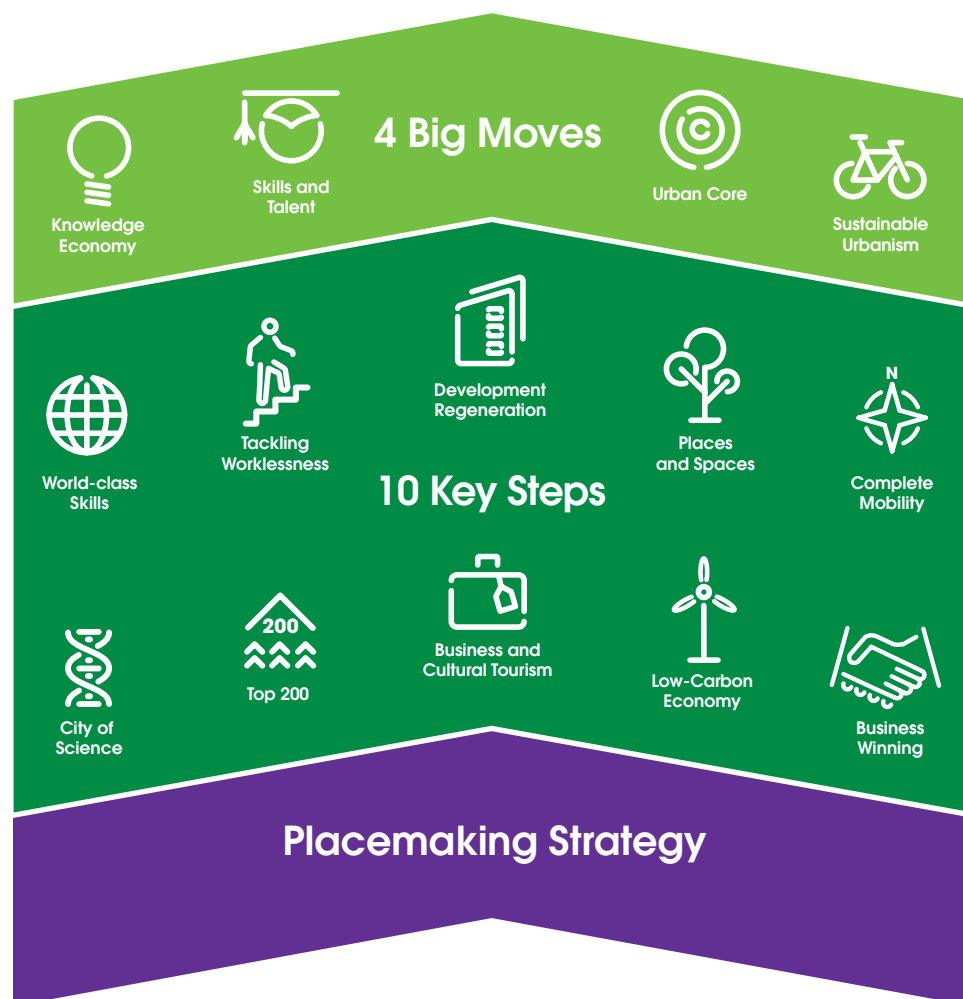 4 Big Moves
Knowledge
Economy
Skills and
Talent
C
Urban Core
Sustainable
Urbanism
World-class
Skills
Tackling
Worklessness
Development
Regeneration
Places
and Spaces
N
Complete
Mobility
10 Key Steps
City of
Science
200
Top 200
Business and
Cultural Tourism
Low-Carbon
Economy
Business
Winning
Placemaking Strategy